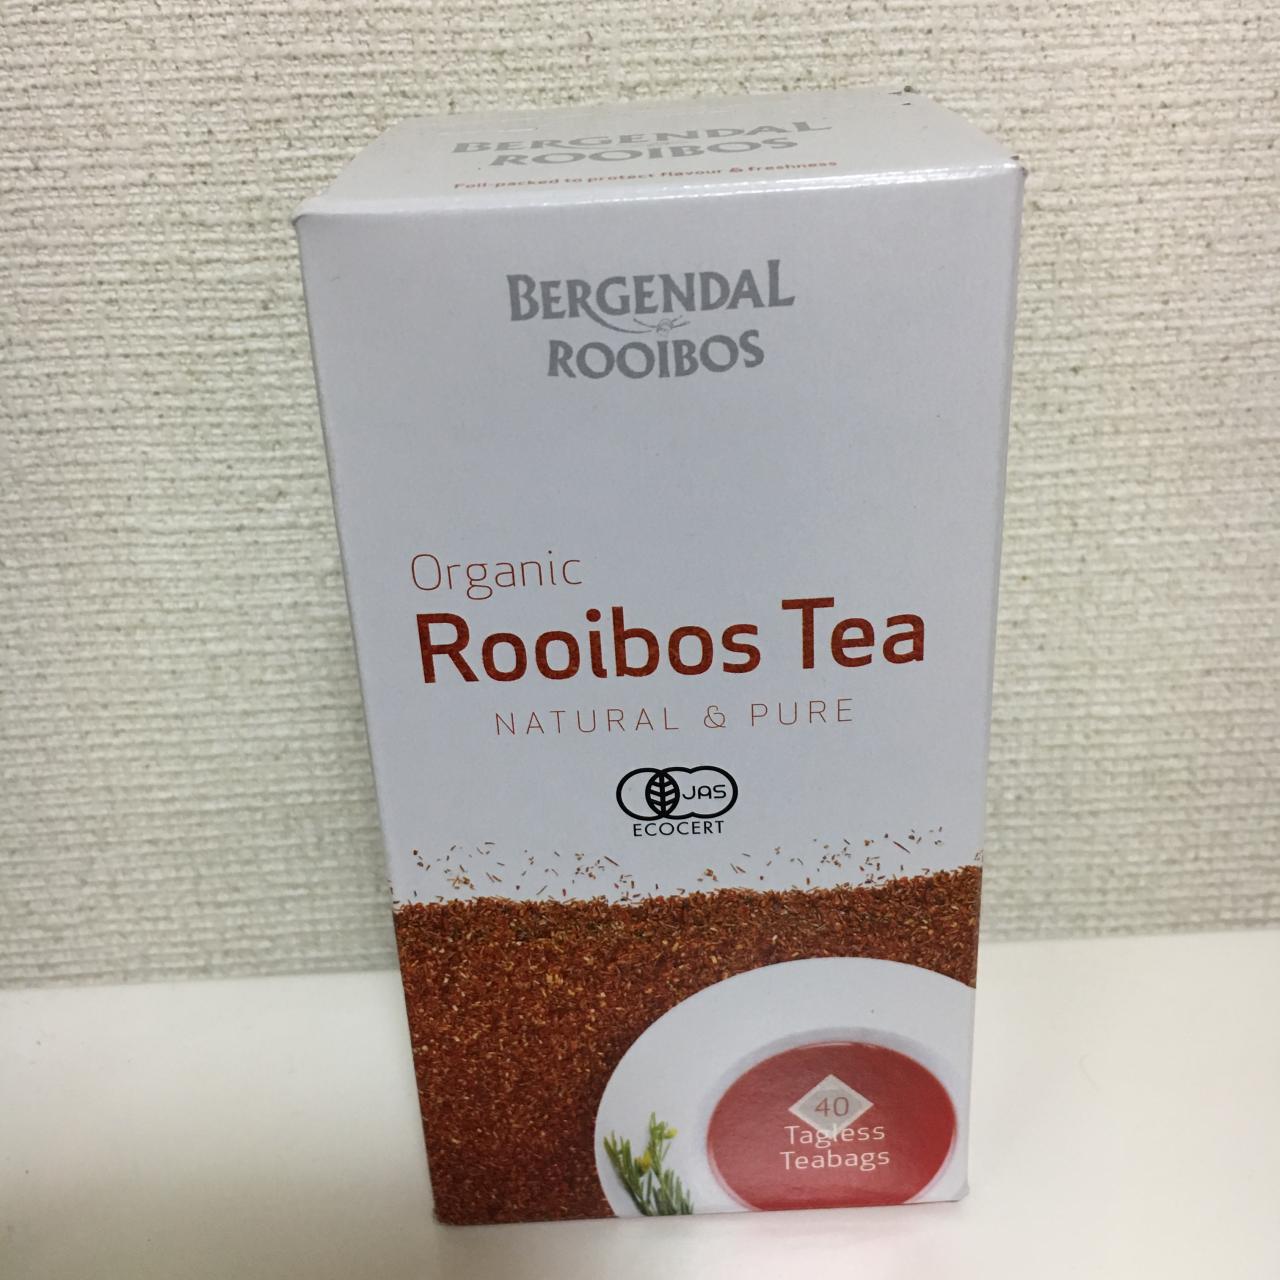 BERGENDAL
ROOIBOS
Foil-packed to protect flavour & freshness
BERGENDAL
ROOIBOS
Organic
Rooibos Tea
NATURAL & PURE
JAS
ECOCERT
40
Tagless
Teabags